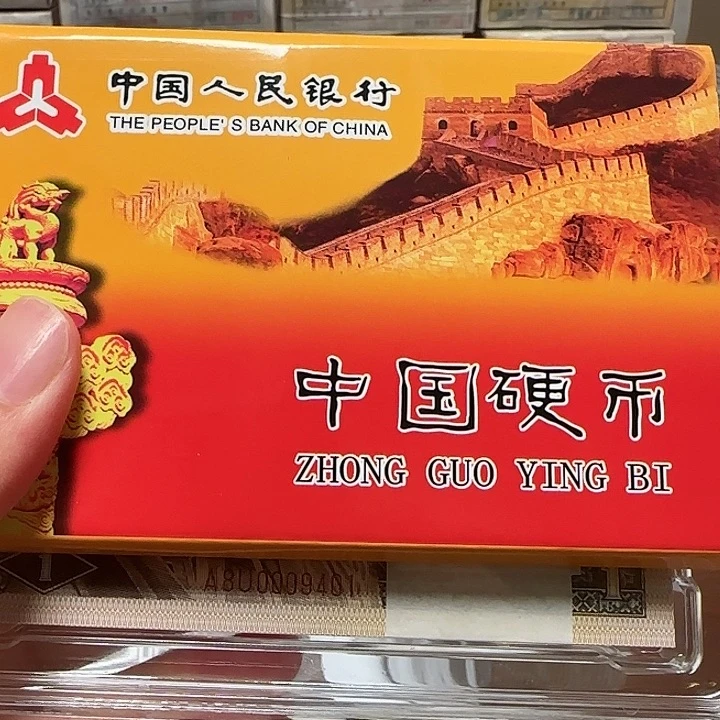 中国人民银行
THE PEOPLE' S BANK OF CHINA
中国硬币
ZHONG GUO YING BI
A8U0009401